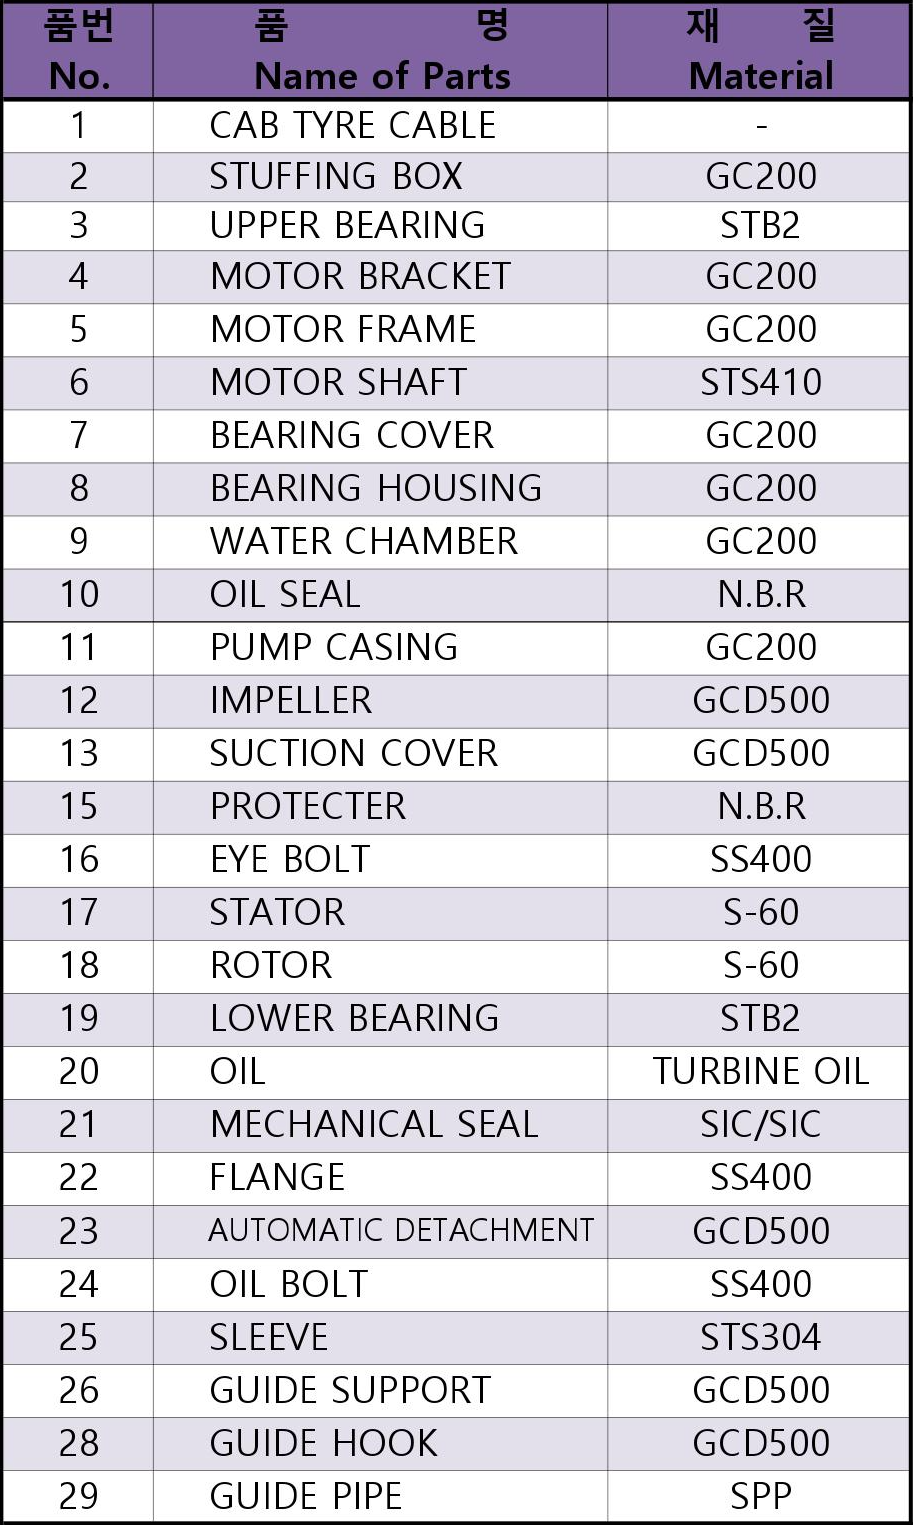 품번 품 명 재 질
No. Name of Parts Material
1 CAB TYRE CABLE -
2 STUFFING BOX GC200
3 UPPER BEARING STB2
4 MOTOR BRACKET GC200
5 MOTOR FRAME GC200
6 MOTOR SHAFT STS410
7 BEARING COVER GC200
8 BEARING HOUSING GC200
9 WATER CHAMBER GC200
10 OIL SEAL N.B.R
11 PUMP CASING GC200
12 IMPELLER GCD500
13 SUCTION COVER GCD500
15 PROTECTER N.B.R
16 EYE BOLT SS400
17 STATOR S-60
18 ROTOR S-60
19 LOWER BEARING STB2
20 OIL TURBINE OIL
21 MECHANICAL SEAL SIC/SIC
22 FLANGE SS400
23 AUTOMATIC DETACHMENT GCD500
24 OIL BOLT SS400
25 SLEEVE STS304
26 GUIDE SUPPORT GCD500
28 GUIDE HOOK GCD500
29 GUIDE PIPE SPP